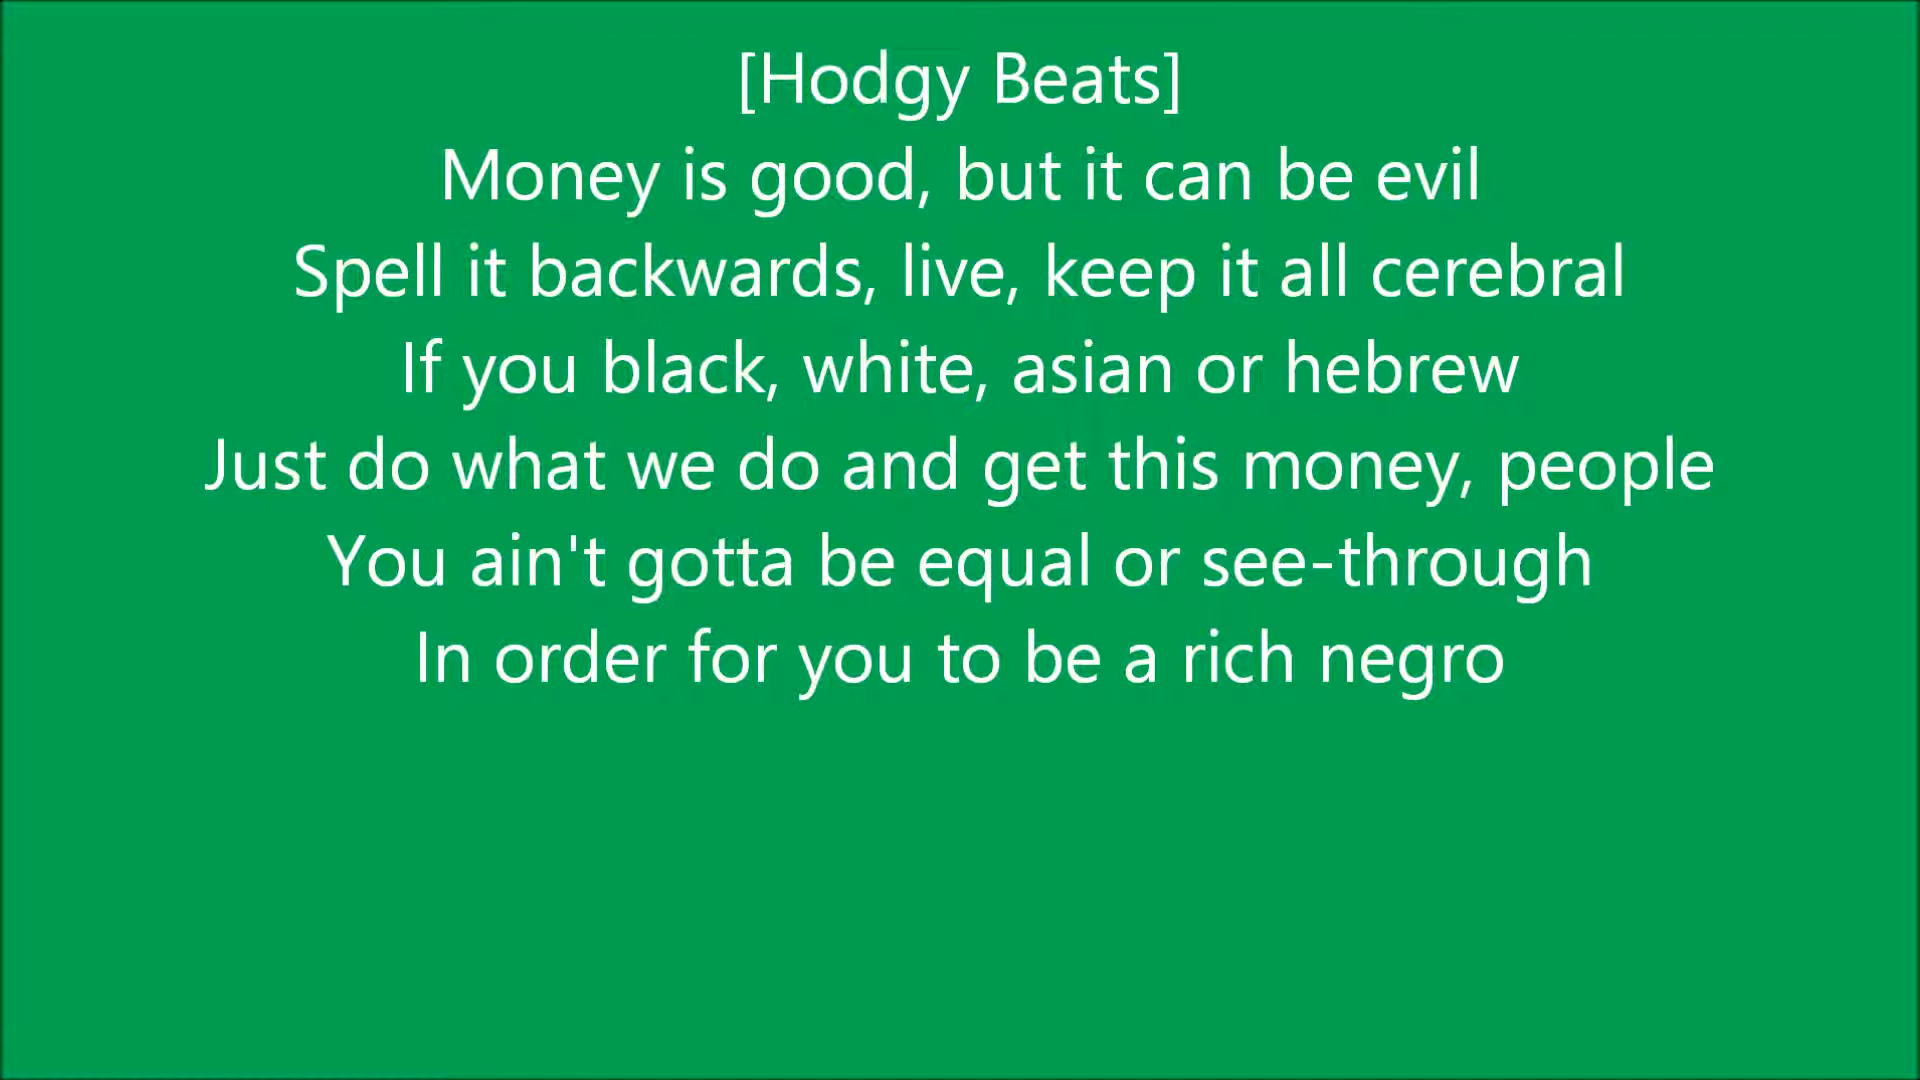 [Hodgy Beats]
Money is good, but it can be evil
Spell it backwards, live, keep it all cerebral
If you black, white, asian or hebrew
Just do what we do and get this money, people
You ain't gotta be equal or see-through
In order for you to be a rich negro